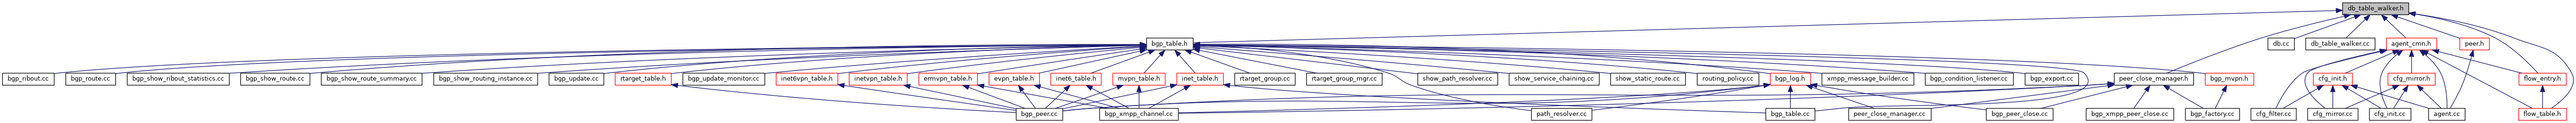 db_table_walker.h
bgp_table.h
db.cc
db_table_walker.cc
agent_cmn.h
peer.h
bgp_ribout.cc
bgp_route.cc
bgp_show_ribout_statistics.cc
bgp_show_route.cc
bgp_show_route_summary.cc
bgp_show_routing_instance.cc
bgp_update.cc
rtarget_table.h
bgp_update_monitor.cc
inet6vpn_table.h
inetvpn_table.h
ermvpn_table.h
evpn_table.h
inet6_table.h
mvpn_table.h
inet_table.h
rtarget_group.cc
rtarget_group_mgr.cc
show_path_resolver.cc
show_service_chaining.cc
show_static_route.cc
routing_policy.cc
bgp_log.h
xmpp_message_builder.cc
bgp_condition_listener.cc
bgp_export.cc
peer_close_manager.h
bgp_mvpn.h
cfg_init.h
cfg_mirror.h
flow_entry.h
bgp_peer.cc
bgp_xmpp_channel.cc
path_resolver.cc
bgp_table.cc
peer_close_manager.cc
bgp_peer_close.cc
bgp_xmpp_peer_close.cc
bgp_factory.cc
cfg_filter.cc
cfg_mirror.cc
cfg_init.cc
agent.cc
flow_table.h